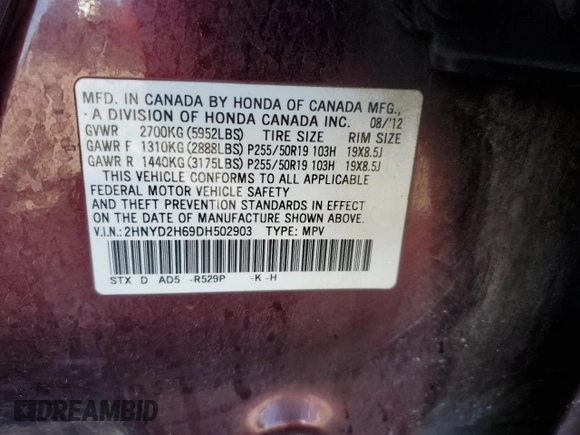 MFD. IN CANADA BY HONDA OF CANADA MFG.,
A DIVISION OF HONDA CANADA INC. 08/'12
GVWR 2700KG(5952LBS) TIRE SIZE RIM SIZE
GAWR F 1310KG(2888LBS) P255/50R19 103H 19X8.5J
GAWR R 1440KG(3175LBS) P255/50R19 103H 19X8.5J
THIS VEHICLE CONFORMS TO ALL APPLICABLE
FEDERAL MOTOR VEHICLE SAFETY
AND THEFT PREVENTION STANDARDS IN EFFECT
ON THE DATE OF MANUFACTURE SHOWN ABOVE.
V.I.N.: 2HNYD2H69DH502903 TYPE: MPV
STX D AD5 -R529P -K -H
DREAMBID